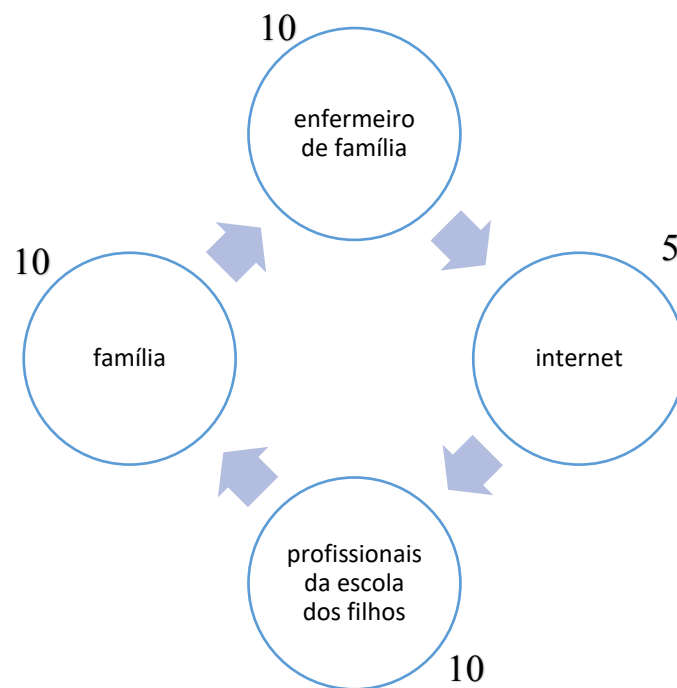 10
enfermeiro
de família
5
internet
10
família
profissionais
da escola
dos filhos
10